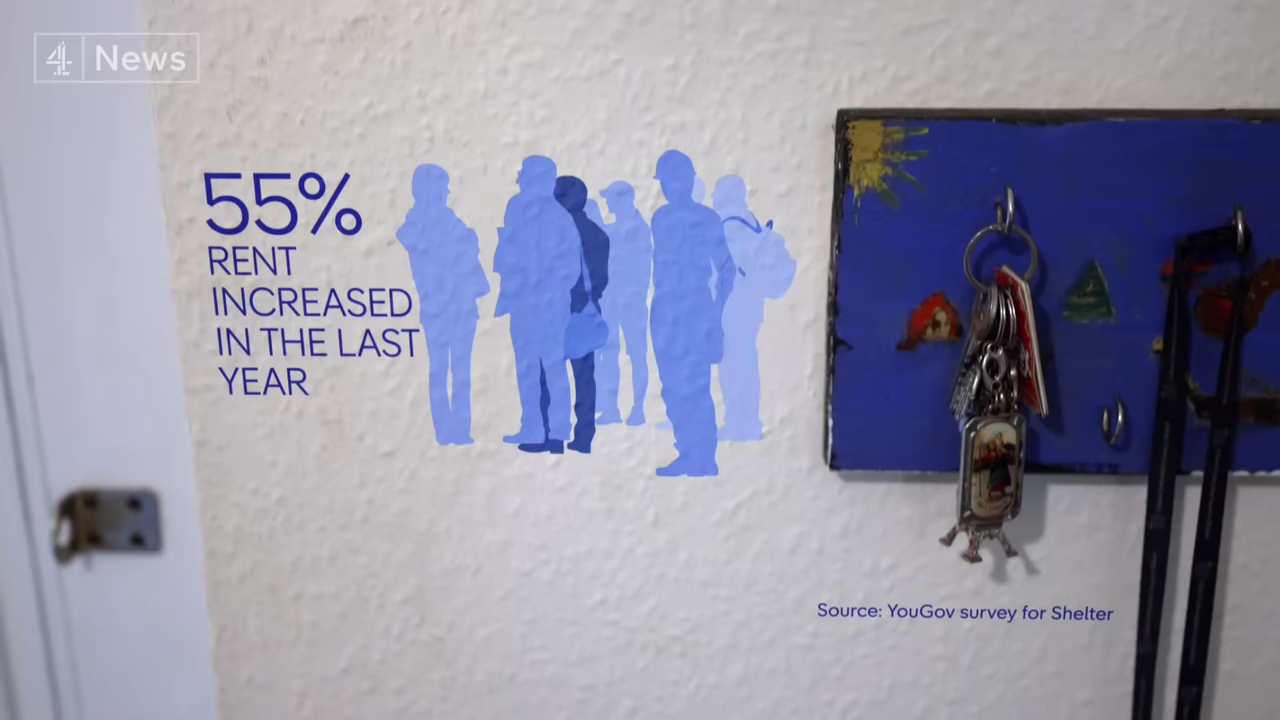 4 News
55%
RENT
INCREASED
IN THE LAST
YEAR
Source: YouGov survey for Shelter